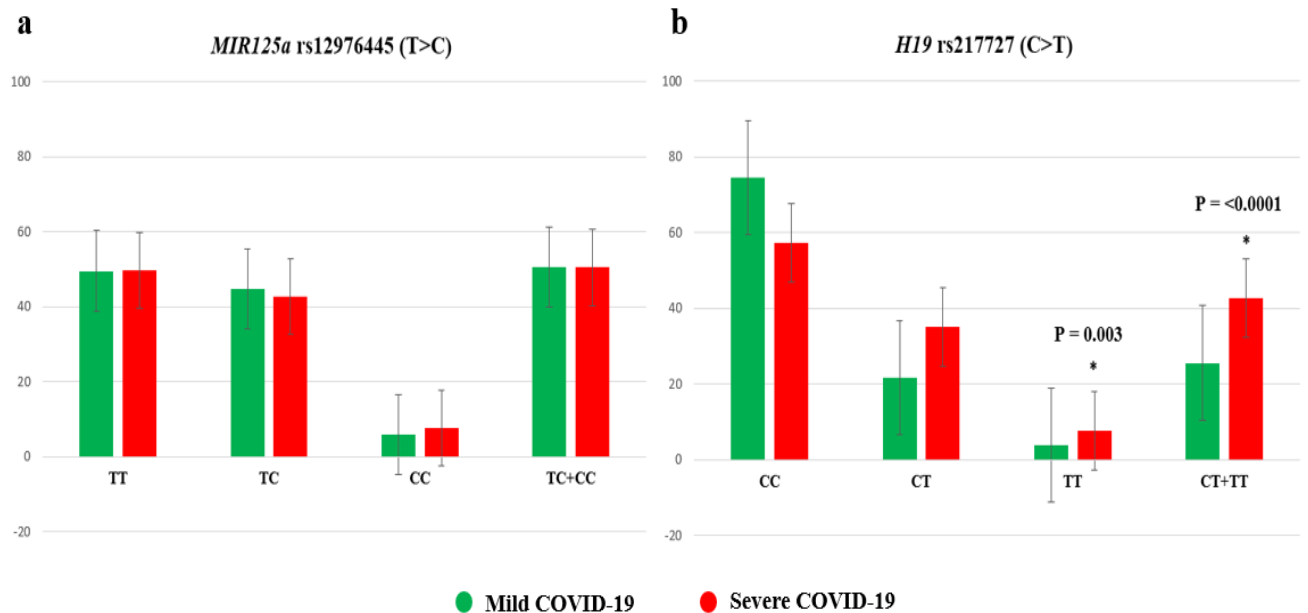 a
MIR125a rs12976445 (T>C)
100
80
60
40
20
0
-20
TT TC CC TC+CC
b
H19 rs217727 (C>T)
100
80
60
40
20
0
-20
P = <0.0001
*
P = 0.003
*
CC CT TT CT+TT
Mild COVID-19 Severe COVID-19